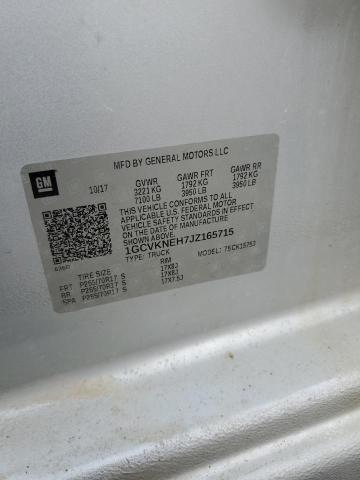 MFD BY GENERAL MOTORS LLC
GM
10/17 GVWR GAWR FRT GAWR RR
3221 KG 1792 KG 1792 KG
7100 LB 3950 LB 3950 LB
THIS VEHICLE CONFORMS TO ALL
APPLICABLE U.S. FEDERAL MOTOR
VEHICLE SAFETY STANDARDS IN
EFFECT ON THE DATE OF MANUFACTURE
SHOWN ABOVE.
1GCVKNEH7JZ165715
TYPE: TRUCK MODEL: 75CK15753
TIRE SIZE RIM
FRT P255/70R17 S 17X8J
RR P255/70R17 S 17X8J
SPA P255/70R17 S 17X7.5J